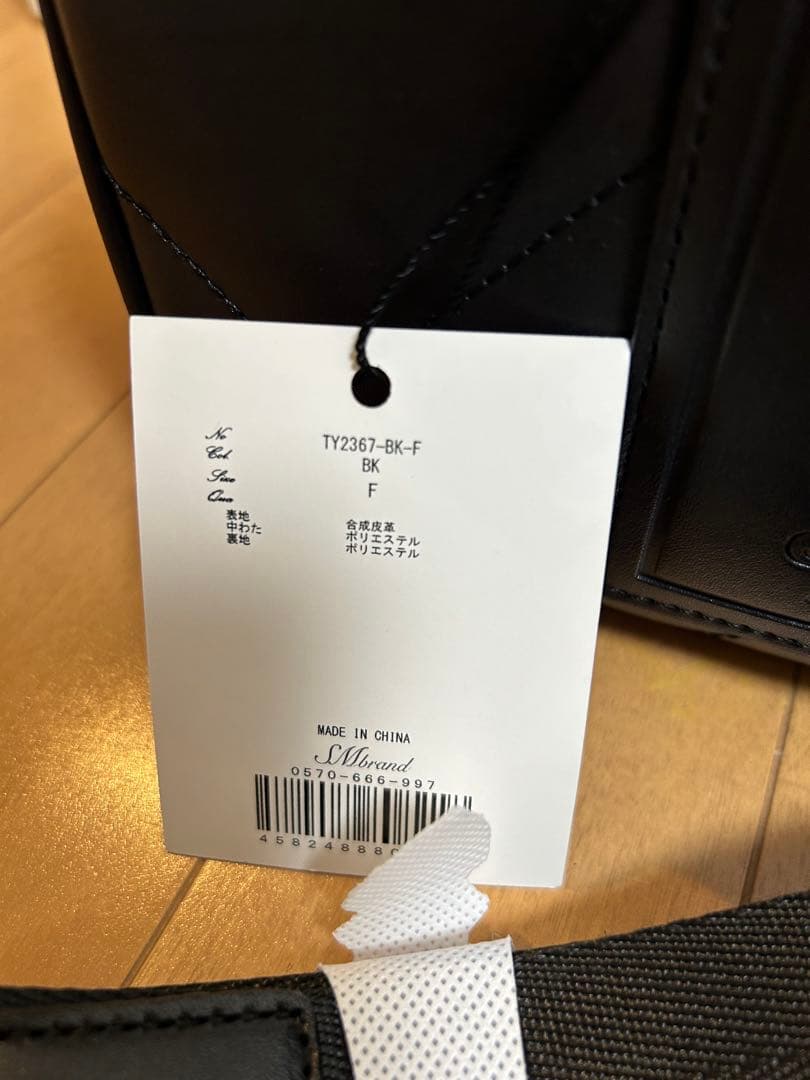 No TY2367-BK-F
Col. BK
Size F
Qua
表地 合成皮革
中わた ポリエステル
裏地 ポリエステル
MADE IN CHINA
SMbrand
0570-666-997
45824888